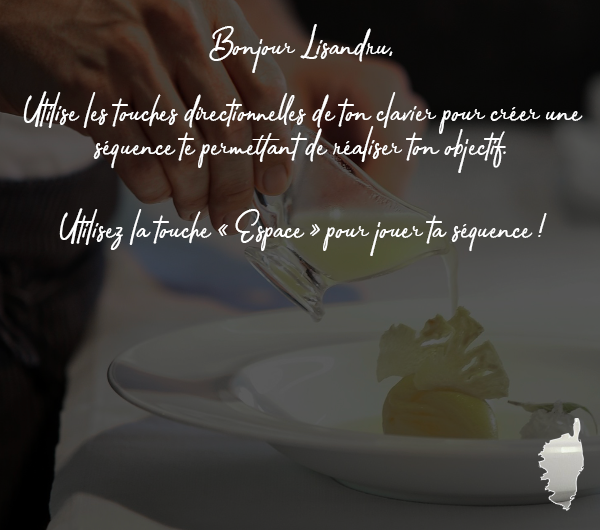 Bonjour Lisandru,
Utilise les touches directionnelles de ton clavier pour créer une
séquence te permettant de réaliser ton objectif.
Utilisez la touche « Espace » pour jouer ta séquence !